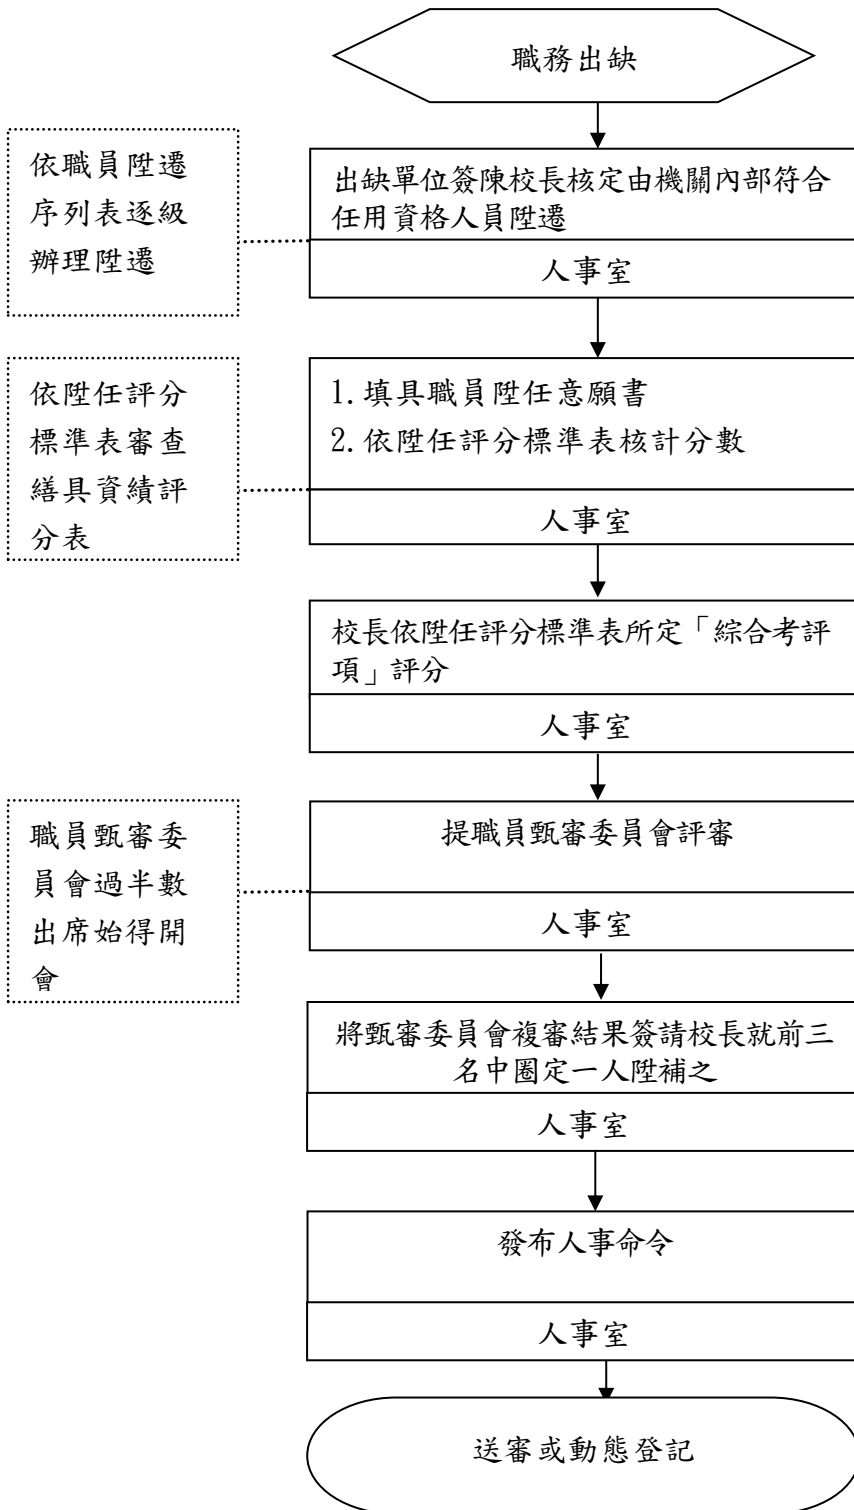 職務出缺
依職員陞遷
序列表逐級
辦理陞遷
出缺單位簽陳校長核定由機關內部符合
任用資格人員陞遷
人事室
依陞任評分
標準表審查
繕具資績評
分表
1.填具職員陞任意願書
2.依陞任評分標準表核計分數
人事室
校長依陞任評分標準表所定「綜合考評
項」評分
人事室
職員甄審委
員會過半數
出席始得開
會
提職員甄審委員會評審
人事室
將甄審委員會複審結果簽請校長就前三
名中圈定一人陞補之
人事室
發布人事命令
人事室
送審或動態登記